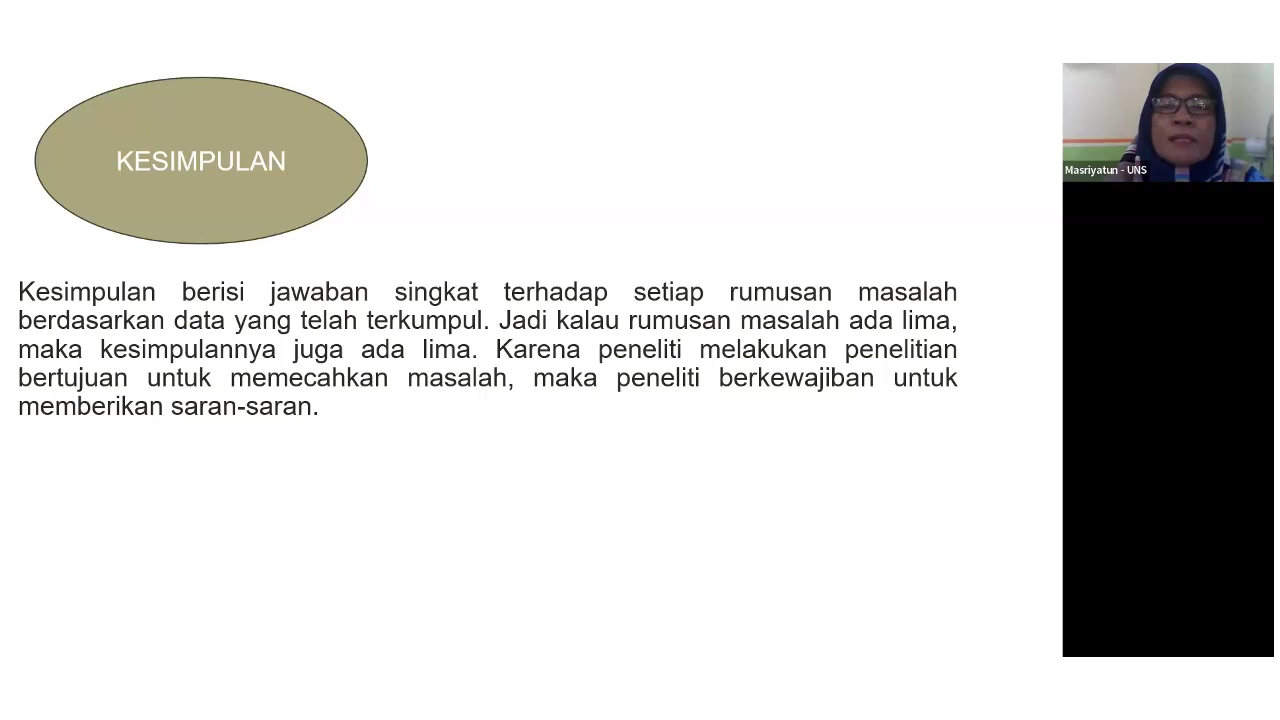 KESIMPULAN
Masriyatun - UNS
Kesimpulan berisi jawaban singkat terhadap setiap rumusan masalah
berdasarkan data yang telah terkumpul. Jadi kalau rumusan masalah ada lima,
maka kesimpulannya juga ada lima. Karena peneliti melakukan penelitian
bertujuan untuk memecahkan masalah, maka peneliti berkewajiban untuk
memberikan saran-saran.